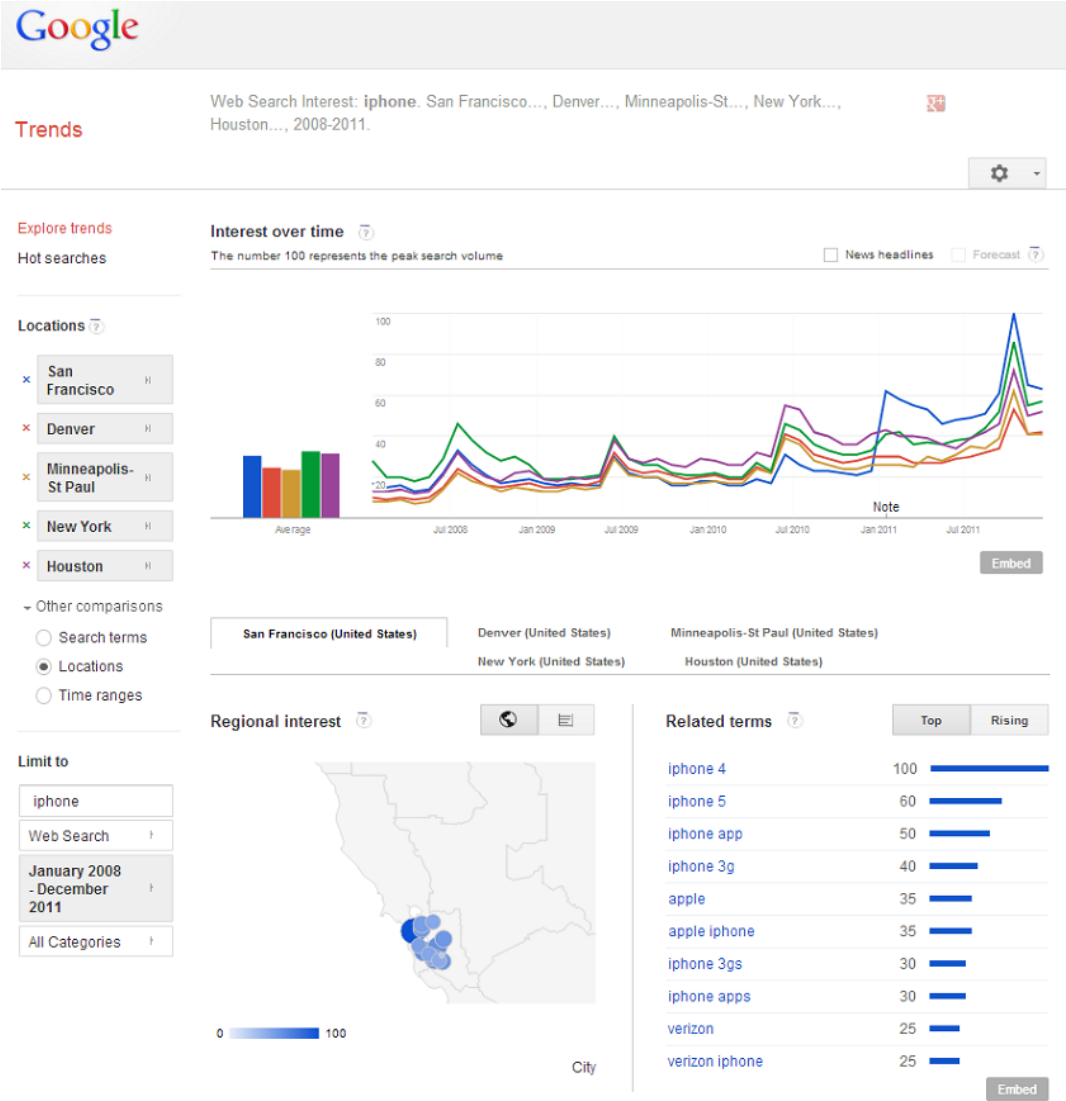 Google
Web Search Interest: iphone. San Francisco..., Denver..., Minneapolis-St..., New York...,
Houston..., 2008-2011.
Trends
Explore trends
Hot searches
Locations ?
San
Francisco
Denver
Minneapolis-
St Paul
New York
Houston
Other comparisons
Search terms
Locations
Time ranges
Limit to
iphone
Web Search
January 2008
- December
2011
All Categories
Interest over time ?
The number 100 represents the peak search volume
News headlines
Forecast ?
100
80
60
40
20
Note
Average
Jul 2008
Jan 2009
Jul 2009
Jan 2010
Jul 2010
Jan 2011
Jul 2011
Embed
San Francisco (United States)
Denver (United States)
Minneapolis-St Paul (United States)
New York (United States)
Houston (United States)
Regional interest ?
0
100
City
Related terms ?
Top
Rising
iphone 4 100
iphone 5 60
iphone app 50
iphone 3g 40
apple 35
apple iphone 35
iphone 3gs 30
iphone apps 30
verizon 25
verizon iphone 25
Embed